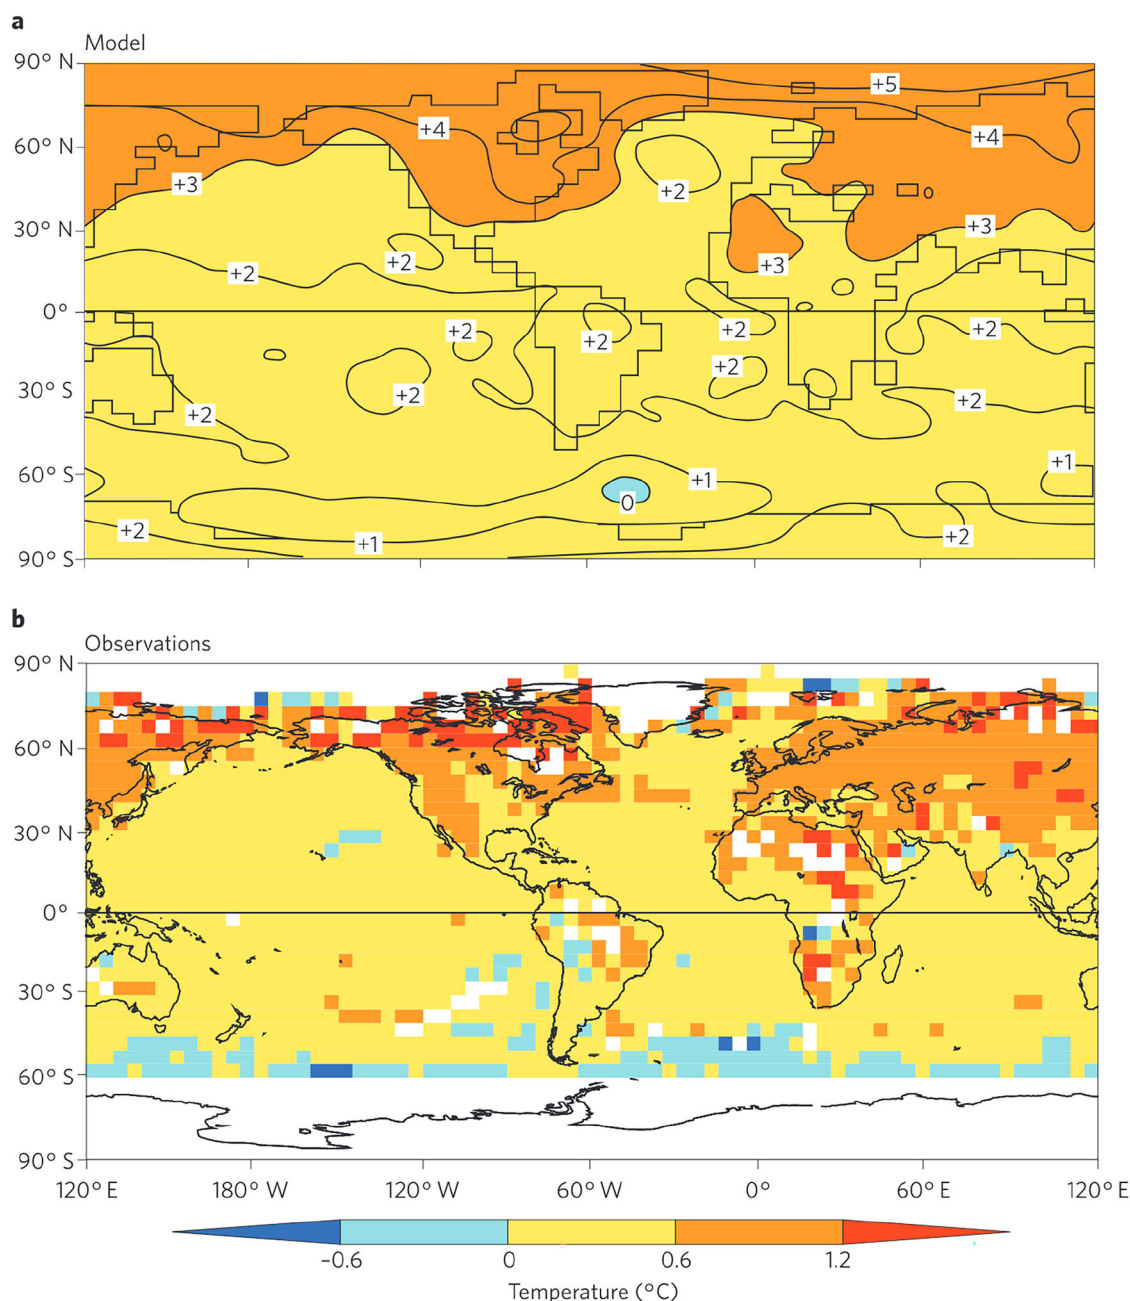 a
Model
90° N
+5
+4
+4
60° N
+3
+2
30° N
+3
+3
+2
+2
0°
+2
+2
+2
+2
+2
30° S
+2
+2
+2
60° S
+1
+1
0
+2
+2
+1
90° S
b
Observations
90° N
60° N
30° N
0°
30° S
60° S
90° S
120° E 180° W 120° W 60° W 0° 60° E 120° E
−0.6 0 0.6 1.2
Temperature (°C)